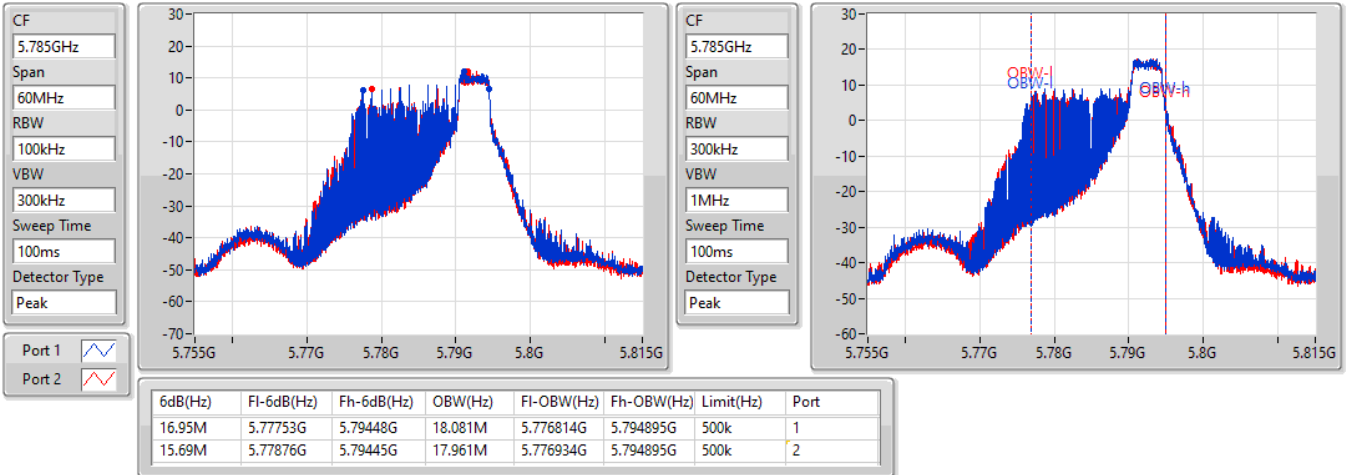 CF
5.785GHz
Span
60MHz
RBW
100kHz
VBW
300kHz
Sweep Time
100ms
Detector Type
Peak
30
20
10
0
-10
-20
-30
-40
-50
-60
-70
5.755G 5.77G 5.78G 5.79G 5.8G 5.815G
CF
5.785GHz
Span
60MHz
RBW
300kHz
VBW
1MHz
Sweep Time
100ms
Detector Type
Peak
30
20
10
0
-10
-20
-30
-40
-50
-60
OBW-l
OBW-l
OBW-h
OBW-h
5.755G 5.77G 5.78G 5.79G 5.8G 5.815G
Port 1
Port 2
6dB(Hz) Fl-6dB(Hz) Fh-6dB(Hz) OBW(Hz) Fl-OBW(Hz) Fh-OBW(Hz) Limit(Hz) Port
16.95M 5.77753G 5.79448G 18.081M 5.776814G 5.794895G 500k 1
15.69M 5.77876G 5.79445G 17.961M 5.776934G 5.794895G 500k 2